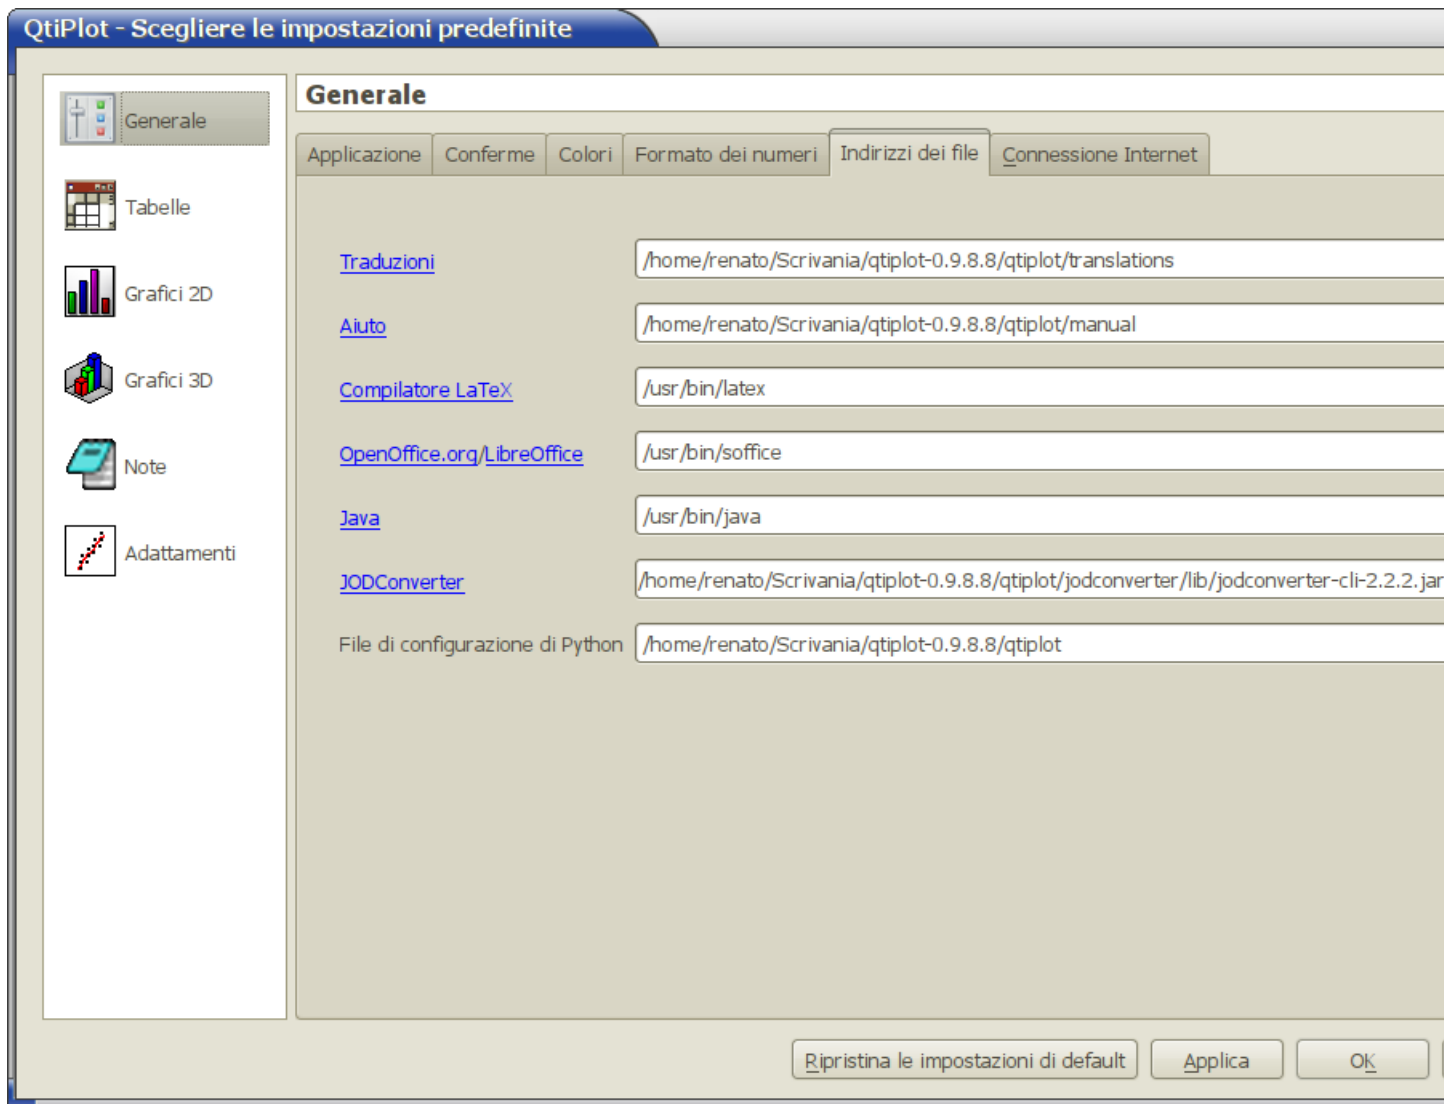 QtiPlot - Scegliere le impostazioni predefinite
Generale
Tabelle
Grafici 2D
Grafici 3D
Note
Adattamenti
Generale
Applicazione Conferme Colori Formato dei numeri Indirizzi dei file Connessione Internet
Traduzioni /home/renato/Scrivania/qtiplot-0.9.8.8/qtiplot/translations
Aiuto /home/renato/Scrivania/qtiplot-0.9.8.8/qtiplot/manual
Compilatore LaTeX /usr/bin/latex
OpenOffice.org/LibreOffice /usr/bin/soffice
Java /usr/bin/java
JODConverter /home/renato/Scrivania/qtiplot-0.9.8.8/qtiplot/jodconverter/lib/jodconverter-cli-2.2.2.jar
File di configurazione di Python /home/renato/Scrivania/qtiplot-0.9.8.8/qtiplot
Ripristina le impostazioni di default Applica OK